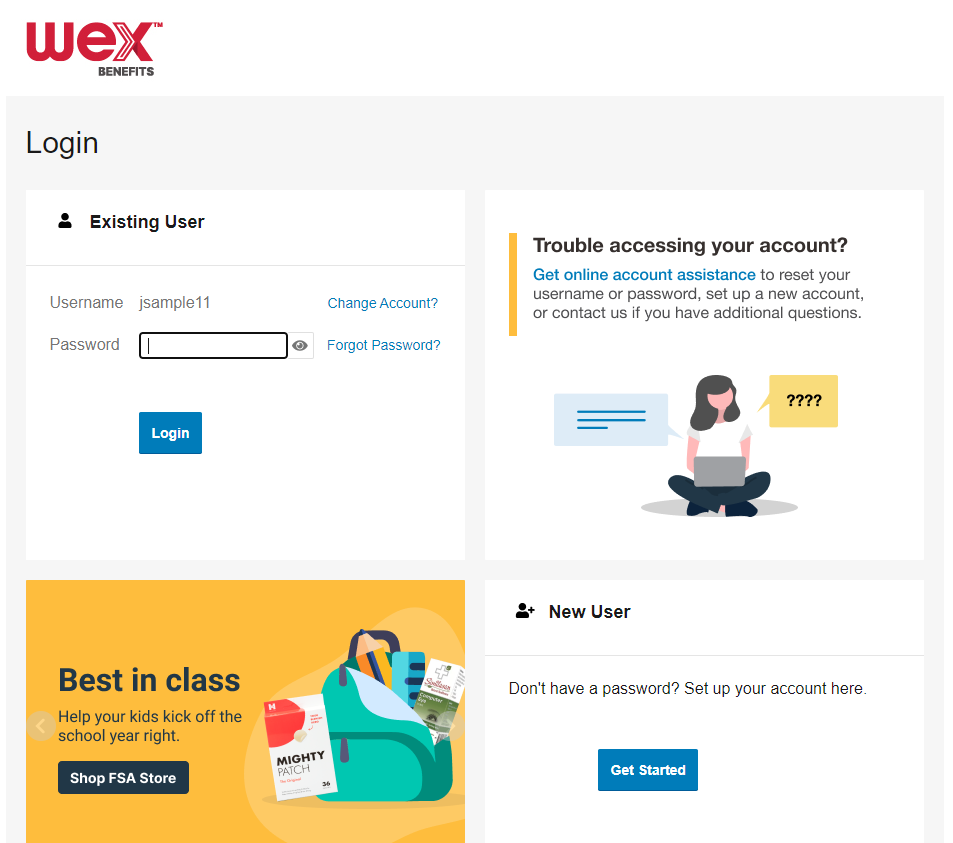 wex™
BENEFITS
Login
Existing User
Username jsample11 Change Account?
Password Forgot Password?
Login
Trouble accessing your account?
Get online account assistance to reset your
username or password, set up a new account,
or contact us if you have additional questions.
????
Best in class
Help your kids kick off the
school year right.
Shop FSA Store
MIGHTY
PATCH
The Original
36
New User
Don't have a password? Set up your account here.
Get Started